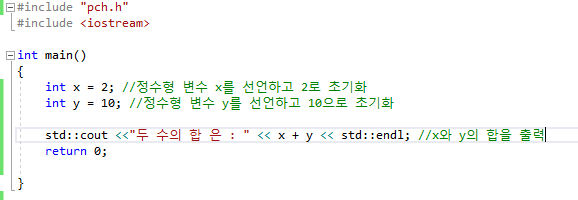 #include "pch.h"
#include <iostream>
int main()
{
int x = 2; //정수형 변수 x를 선언하고 2로 초기화
int y = 10; //정수형 변수 y를 선언하고 10으로 초기화
std::cout <<"두 수의 합 은 : " << x + y << std::endl; //x와 y의 합을 출력
return 0;
}